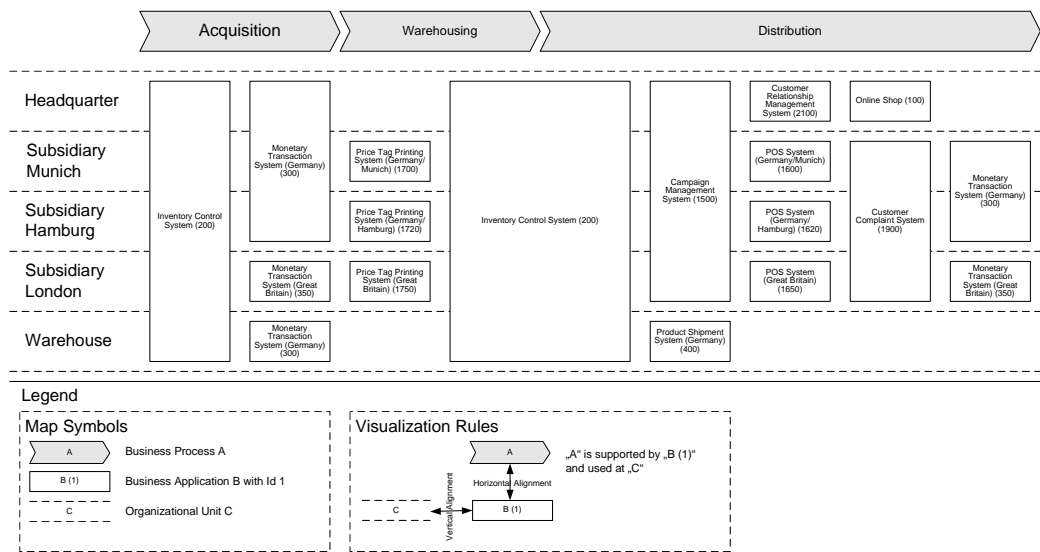 Acquisition
Warehousing
Distribution
Headquarter
Subsidiary
Munich
Subsidiary
Hamburg
Subsidiary
London
Warehouse
Inventory Control
System (200)
Monetary
Transaction
System (Germany)
(300)
Monetary
Transaction
System (Great
Britain) (350)
Monetary
Transaction
System (Germany)
(300)
Price Tag Printing
System (Germany/
Munich) (1700)
Price Tag Printing
System (Germany/
Hamburg) (1720)
Price Tag Printing
System (Great
Britain) (1750)
Inventory Control System (200)
Campaign
Management
System (1500)
Product Shipment
System (Germany)
(400)
Customer
Relationship
Management
System (2100)
POS System
(Germany/Munich)
(1600)
POS System
(Germany/
Hamburg) (1620)
POS System
(Great Britain)
(1650)
Online Shop (100)
Customer
Complaint System
(1900)
Monetary
Transaction
System (Germany)
(300)
Monetary
Transaction
System (Great
Britain) (350)
Legend
Map Symbols
A
Business Process A
B (1)
Business Application B with Id 1
C
Organizational Unit C
Visualization Rules
A
Horizontal Alignment
C
Vertical Alignment
B (1)
„A“ is supported by „B (1)“
and used at „C“